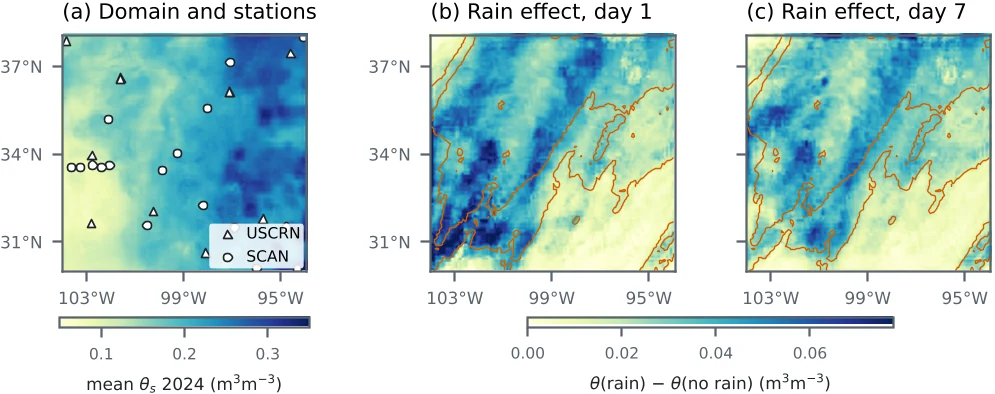 (a) Domain and stations
(b) Rain effect, day 1
(c) Rain effect, day 7
37°N
34°N
31°N
USCRN
SCAN
103°W 99°W 95°W
0.1 0.2 0.3
mean θₛ 2024 (m³m⁻³)
37°N
34°N
31°N
103°W 99°W 95°W
103°W 99°W 95°W
0.00 0.02 0.04 0.06
θ(rain) − θ(no rain) (m³m⁻³)